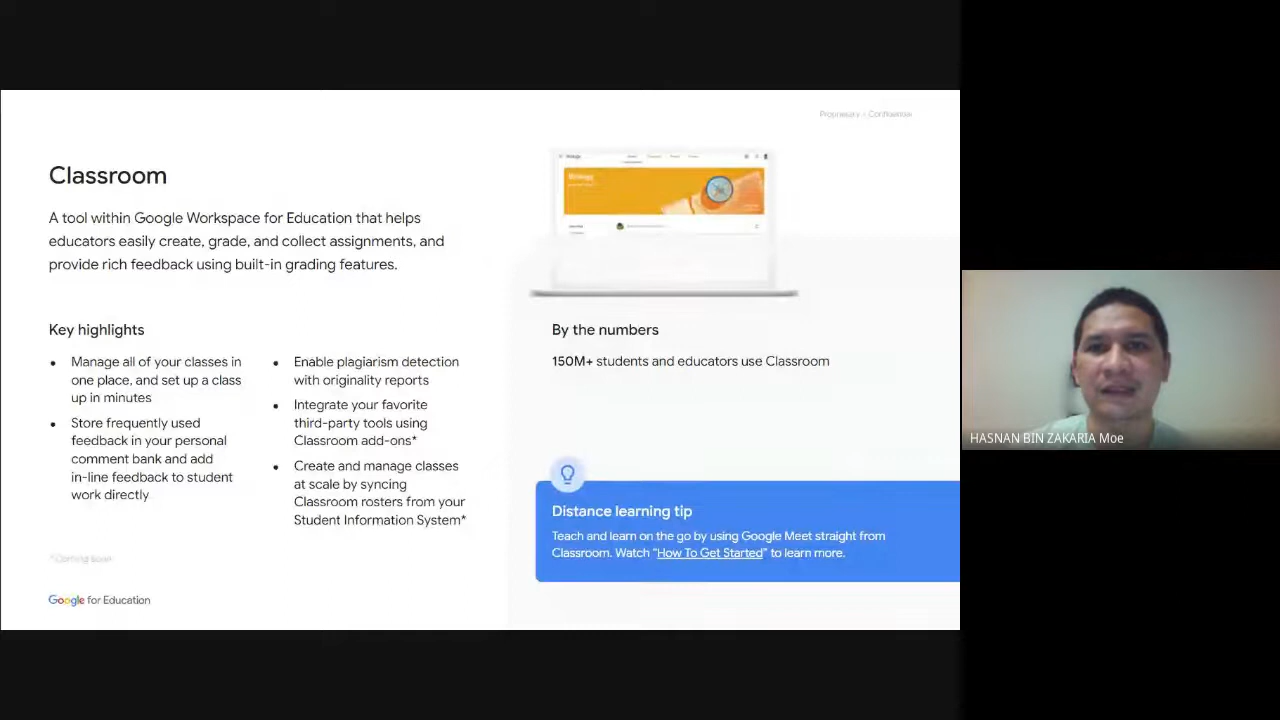 Proprietary + Confidential
Classroom
A tool within Google Workspace for Education that helps
educators easily create, grade, and collect assignments, and
provide rich feedback using built-in grading features.
Key highlights
Manage all of your classes in
one place, and set up a class
up in minutes
Store frequently used
feedback in your personal
comment bank and add
in-line feedback to student
work directly
Enable plagiarism detection
with originality reports
Integrate your favorite
third-party tools using
Classroom add-ons*
Create and manage classes
at scale by syncing
Classroom rosters from your
Student Information System*
*Coming soon
Google for Education
By the numbers
150M+ students and educators use Classroom
Distance learning tip
Teach and learn on the go by using Google Meet straight from
Classroom. Watch “How To Get Started” to learn more.
HASNAN BIN ZAKARIA Moe